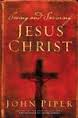 Seeing and Savoring
JESUS
CHRIST
JOHN PIPER